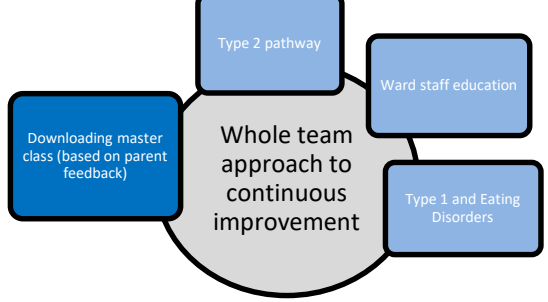 Type 2 pathway
Ward staff education
Downloading master
class (based on parent
feedback)
Whole team
approach to
continuous
improvement
Type 1 and Eating
Disorders